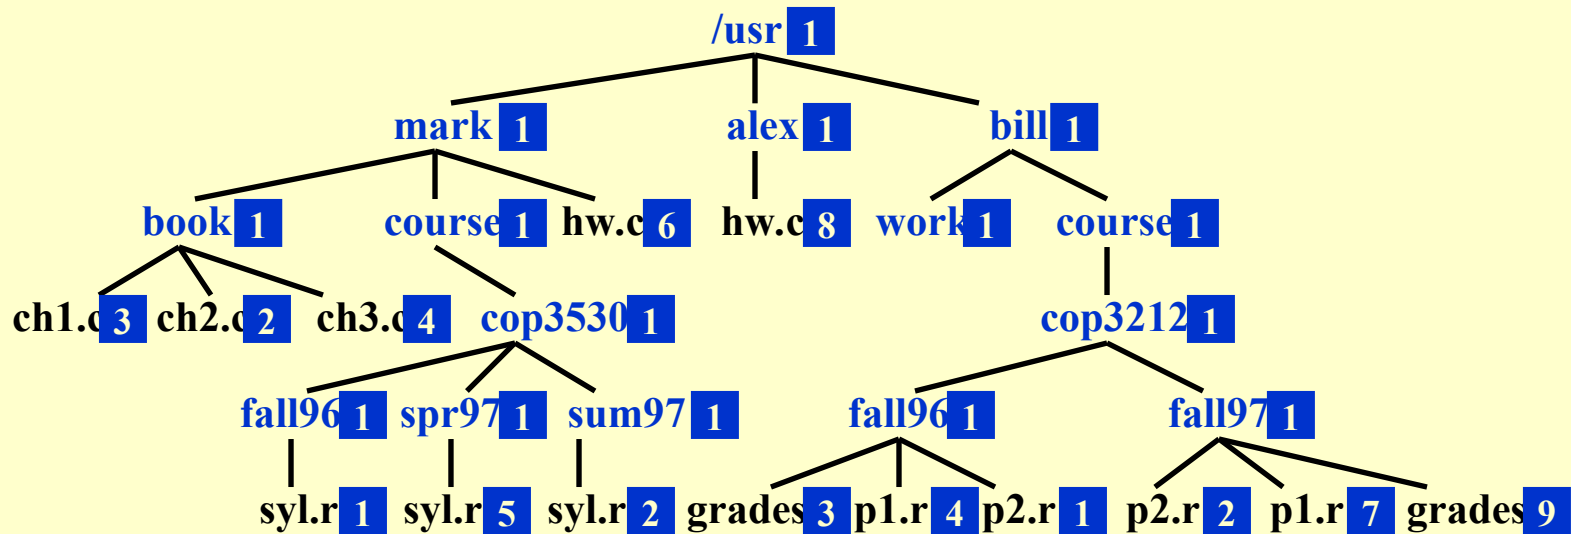 /usr 1
mark 1 alex 1 bill 1
book 1 course 1 hw.c 6 hw.c 8 work 1 course 1
ch1.c 3 ch2.c 2 ch3.c 4 cop3530 1 cop3212 1
fall96 1 spr97 1 sum97 1 fall96 1 fall97 1
syl.r 1 syl.r 5 syl.r 2 grades 3 p1.r 4 p2.r 1 p2.r 2 p1.r 7 grades 9